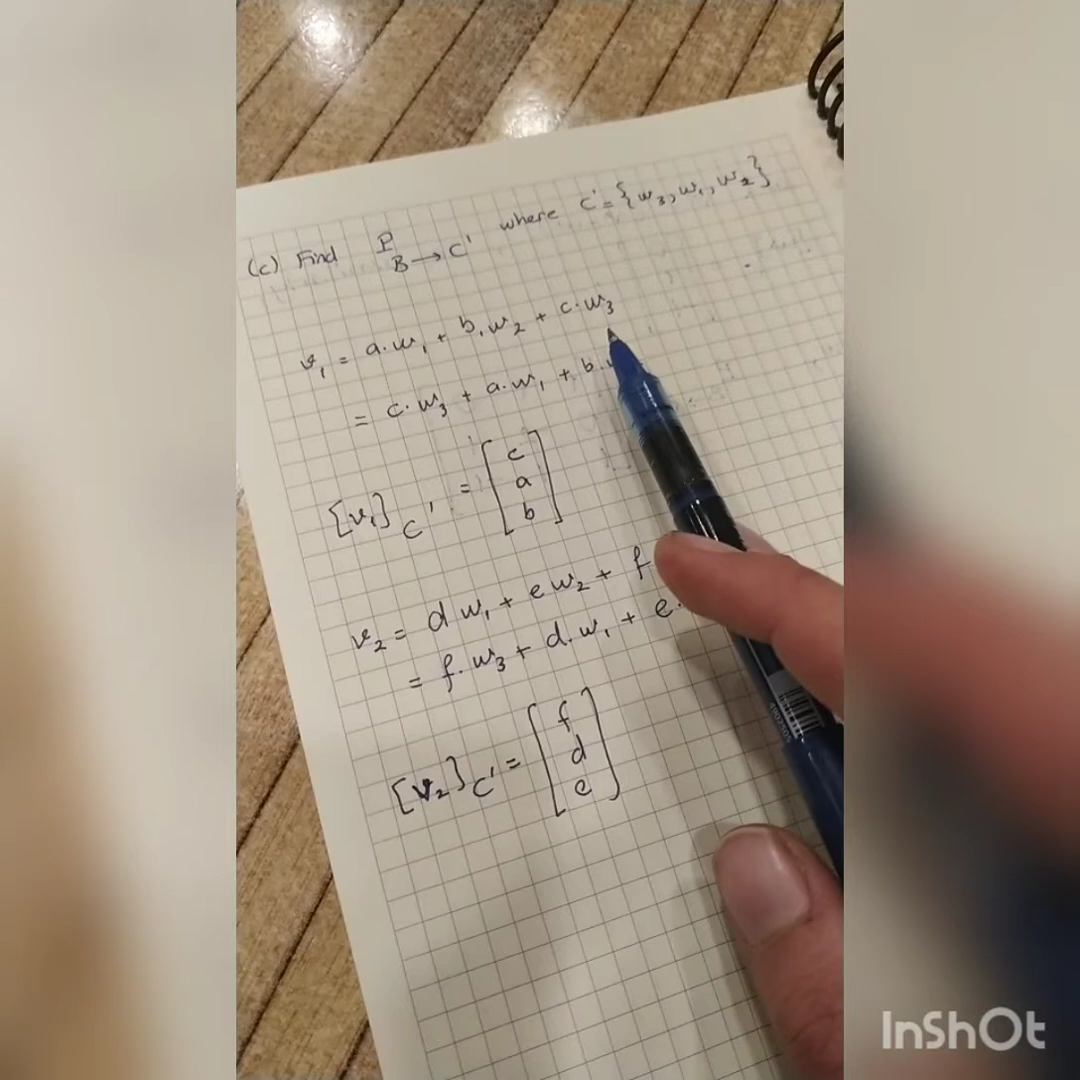 (c) Find P B→C' where C'={w₃, w₁, w₂}
v₁ = a.w₁ + b.w₂ + c.w₃
= c.w₃ + a.w₁ + b.
[v₁]C' = [c
a
b]
v₂ = d w₁ + e w₂ + f
= f.w₃ + d.w₁ + e.
[v₂]C' = [f
d
e]
4902505
InShOt